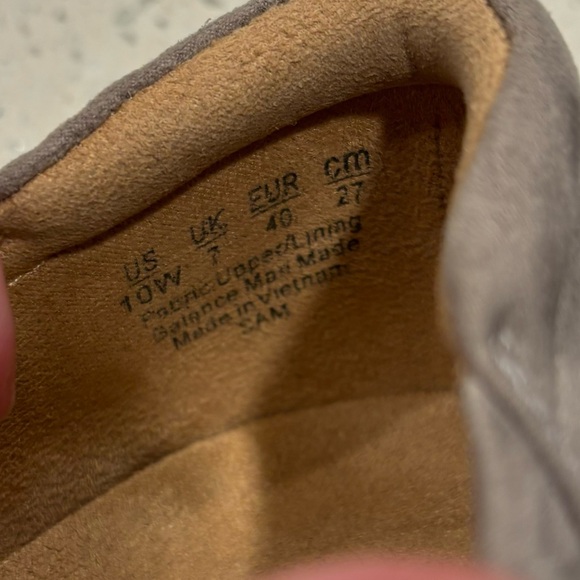 US UK EUR cm
10W 7 40 27
Fabric Upper/Lining
Balance Man Made
Made in Vietnam
SAM